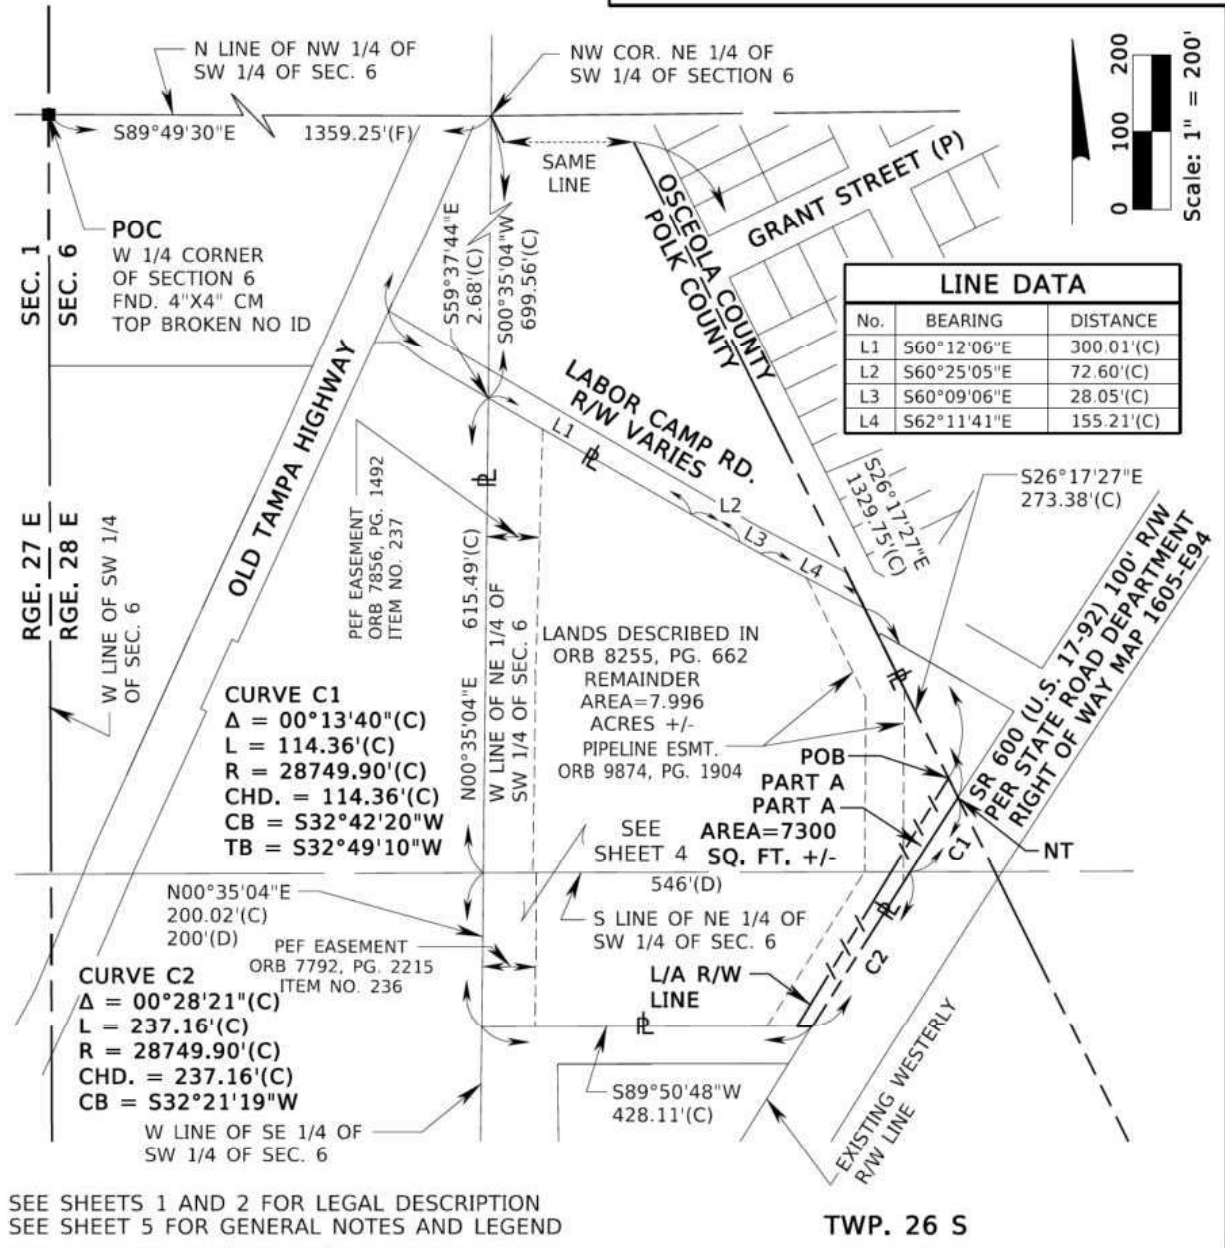 N LINE OF NW 1/4 OF
SW 1/4 OF SEC. 6
NW COR. NE 1/4 OF
SW 1/4 OF SECTION 6
S89°49'30"E
1359.25'(F)
SAME
LINE
POC
W 1/4 CORNER
OF SECTION 6
FND. 4"X4" CM
TOP BROKEN NO ID
SEC. 1
SEC. 6
S59°37'44"E
2.68'(C)
S00°35'04"W
699.56'(C)
OSCEOLA COUNTY
POLK COUNTY
GRANT STREET (P)
0
100
200
Scale: 1" = 200'
LINE DATA
No. BEARING DISTANCE
L1 S60°12'06"E 300.01'(C)
L2 S60°25'05"E 72.60'(C)
L3 S60°09'06"E 28.05'(C)
L4 S62°11'41"E 155.21'(C)
OLD TAMPA HIGHWAY
LABOR CAMP RD.
R/W VARIES
L1
PL
L2
L3
L4
S26°17'27"E
1329.75'(C)
S26°17'27"E
273.38'(C)
RGE. 27 E
RGE. 28 E
W LINE OF SW 1/4
OF SEC. 6
PEF EASEMENT
ORB 7856, PG. 1492
ITEM NO. 237
PL
N00°35'04"E 615.49'(C)
W LINE OF NE 1/4 OF
SW 1/4 OF SEC. 6
LANDS DESCRIBED IN
ORB 8255, PG. 662
REMAINDER
AREA=7.996
ACRES +/-
PIPELINE ESMT.
ORB 9874, PG. 1904
PL
SR 600 (U.S. 17-92) 100' R/W
PER STATE ROAD DEPARTMENT
RIGHT OF WAY MAP 1605-E94
CURVE C1
Δ = 00°13'40"(C)
L = 114.36'(C)
R = 28749.90'(C)
CHD. = 114.36'(C)
CB = S32°42'20"W
TB = S32°49'10"W
POB
PART A
PART A
AREA=7300
SQ. FT. +/-
SEE
SHEET 4
C1
NT
546'(D)
N00°35'04"E
200.02'(C)
200'(D)
S LINE OF NE 1/4 OF
SW 1/4 OF SEC. 6
PL
C2
PEF EASEMENT
ORB 7792, PG. 2215
ITEM NO. 236
L/A R/W
LINE
CURVE C2
Δ = 00°28'21"(C)
L = 237.16'(C)
R = 28749.90'(C)
CHD. = 237.16'(C)
CB = S32°21'19"W
PL
S89°50'48"W
428.11'(C)
W LINE OF SE 1/4 OF
SW 1/4 OF SEC. 6
EXISTING WESTERLY
R/W LINE
SEE SHEETS 1 AND 2 FOR LEGAL DESCRIPTION
SEE SHEET 5 FOR GENERAL NOTES AND LEGEND
TWP. 26 S